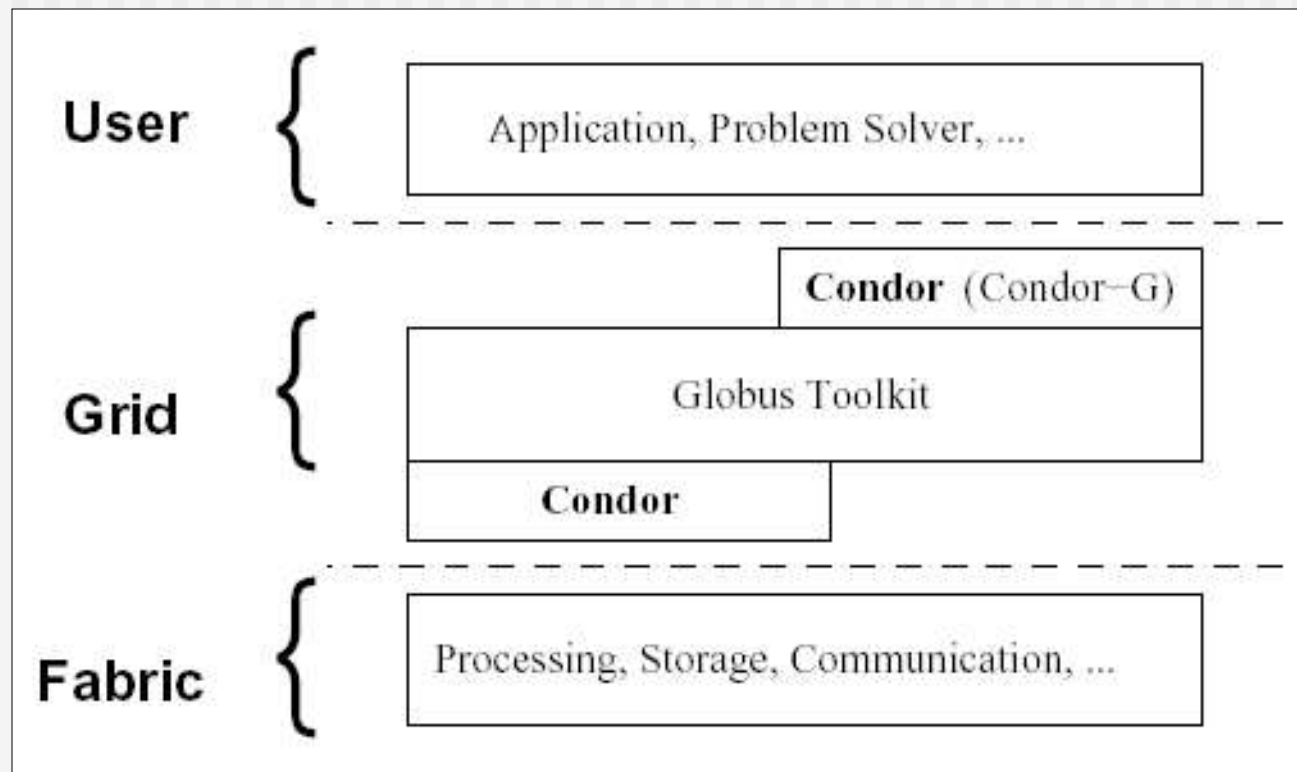 User
Application, Problem Solver, ...
Condor (Condor−G)
Grid
Globus Toolkit
Condor
Fabric
Processing, Storage, Communication, ...